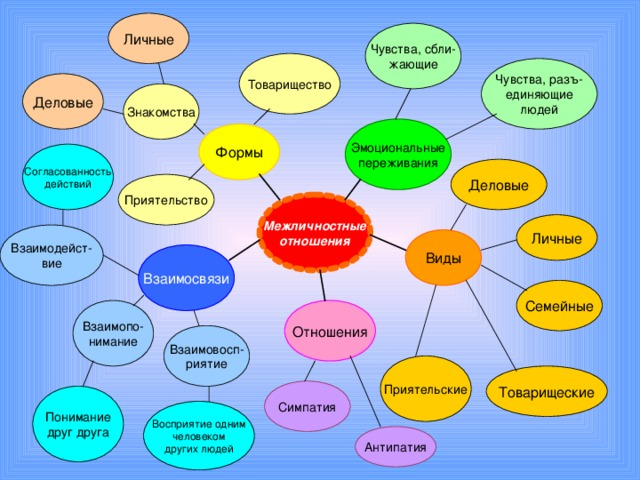 Личные
Чувства, сбли-
жающие
Товарищество
Чувства, разъ-
единяющие
людей
Деловые
Знакомства
Формы
Эмоциональные
переживания
Согласованность
действий
Приятельство
Деловые
Межличностные
отношения
Личные
Взаимодейст-
вие
Виды
Взаимосвязи
Семейные
Взаимопо-
нимание
Отношения
Взаимовосп-
риятие
Приятельские
Товарищеские
Симпатия
Понимание
друг друга
Восприятие одним
человеком
других людей
Антипатия